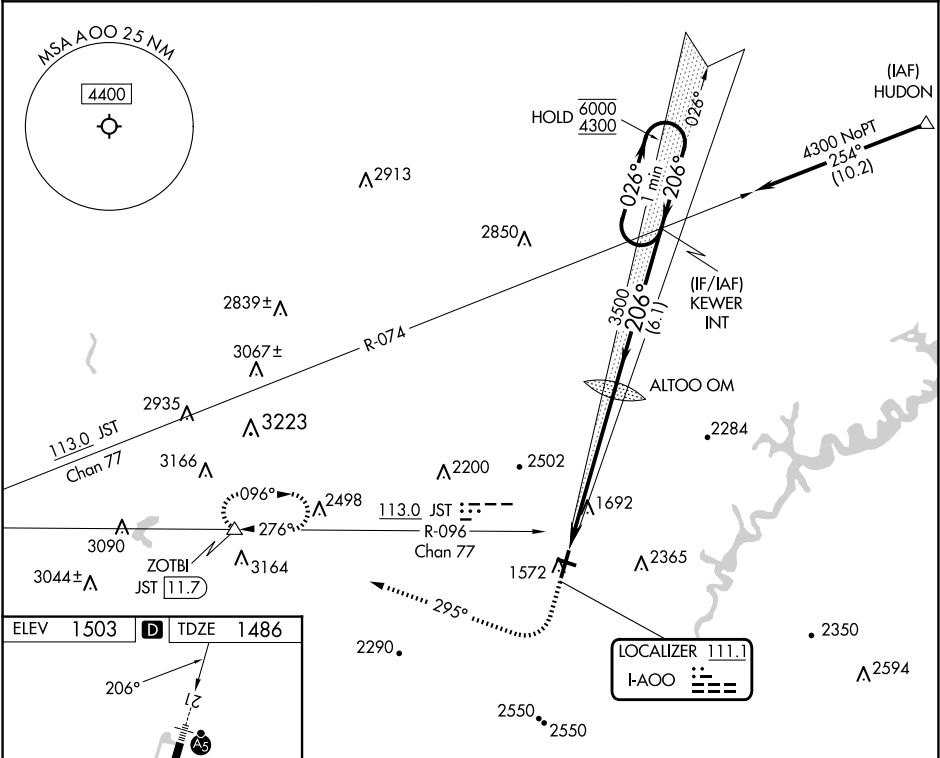 MSA AOO 25 NM
4400
(IAF)
HUDON
HOLD 6000
4300
026°
4300 NoPT
254°
(10.2)
026°
1 min
206°
2913
2850
(IF/IAF)
KEWER
INT
3500
206°
(6.1)
2839±
R-074
3067±
ALTOO OM
2935
3223
2284
113.0 JST
Chan 77
3166
2200
2502
096°
2498
113.0 JST
1692
276°
R-096
Chan 77
3090
ZOTBI
JST 11.7
3164
1572
2365
3044±
295°
ELEV 1503 D TDZE 1486
2290
2350
LOCALIZER 111.1
I-AOO
2594
206°
21
A5
2550
2550